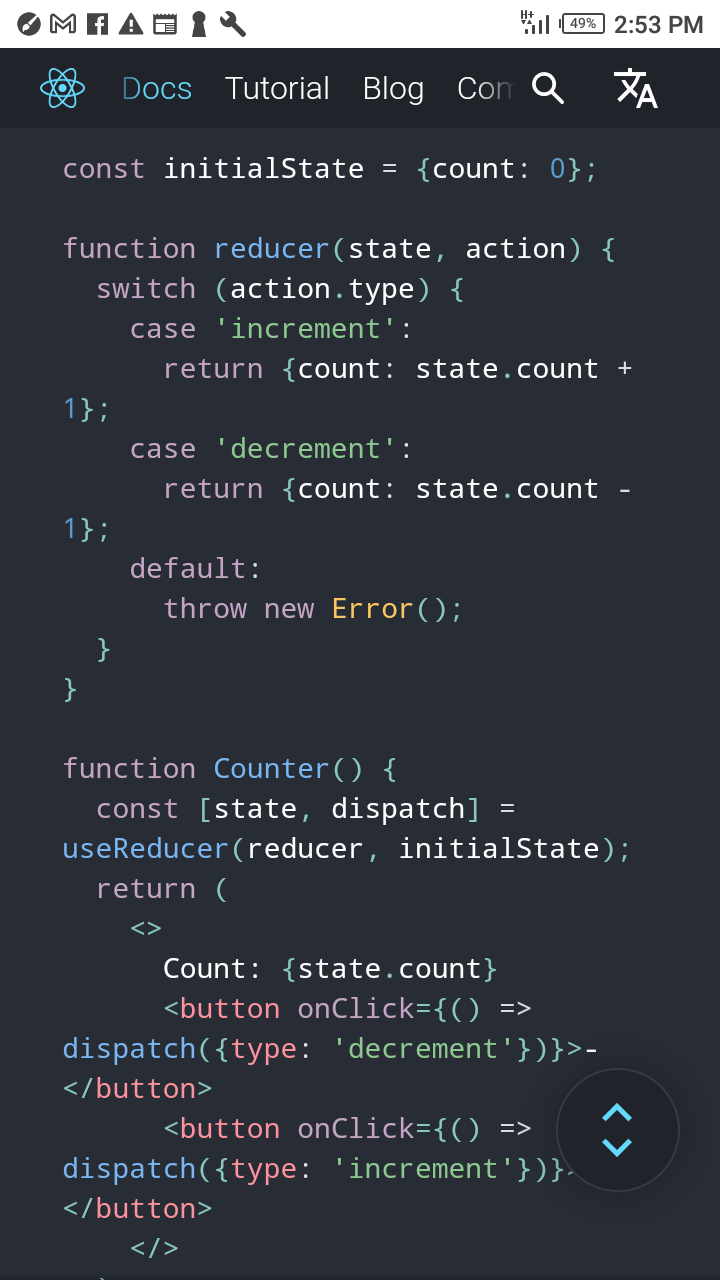 H+ 49% 2:53 PM
Docs Tutorial Blog Com
const initialState = {count: 0};
function reducer(state, action) {
switch (action.type) {
case 'increment':
return {count: state.count +
1};
case 'decrement':
return {count: state.count -
1};
default:
throw new Error();
}
}
function Counter() {
const [state, dispatch] =
useReducer(reducer, initialState);
return (
<>
Count: {state.count}
<button onClick={() =>
dispatch({type: 'decrement'})}>-
</button>
<button onClick={() =>
dispatch({type: 'increment'})}>
</button>
</>